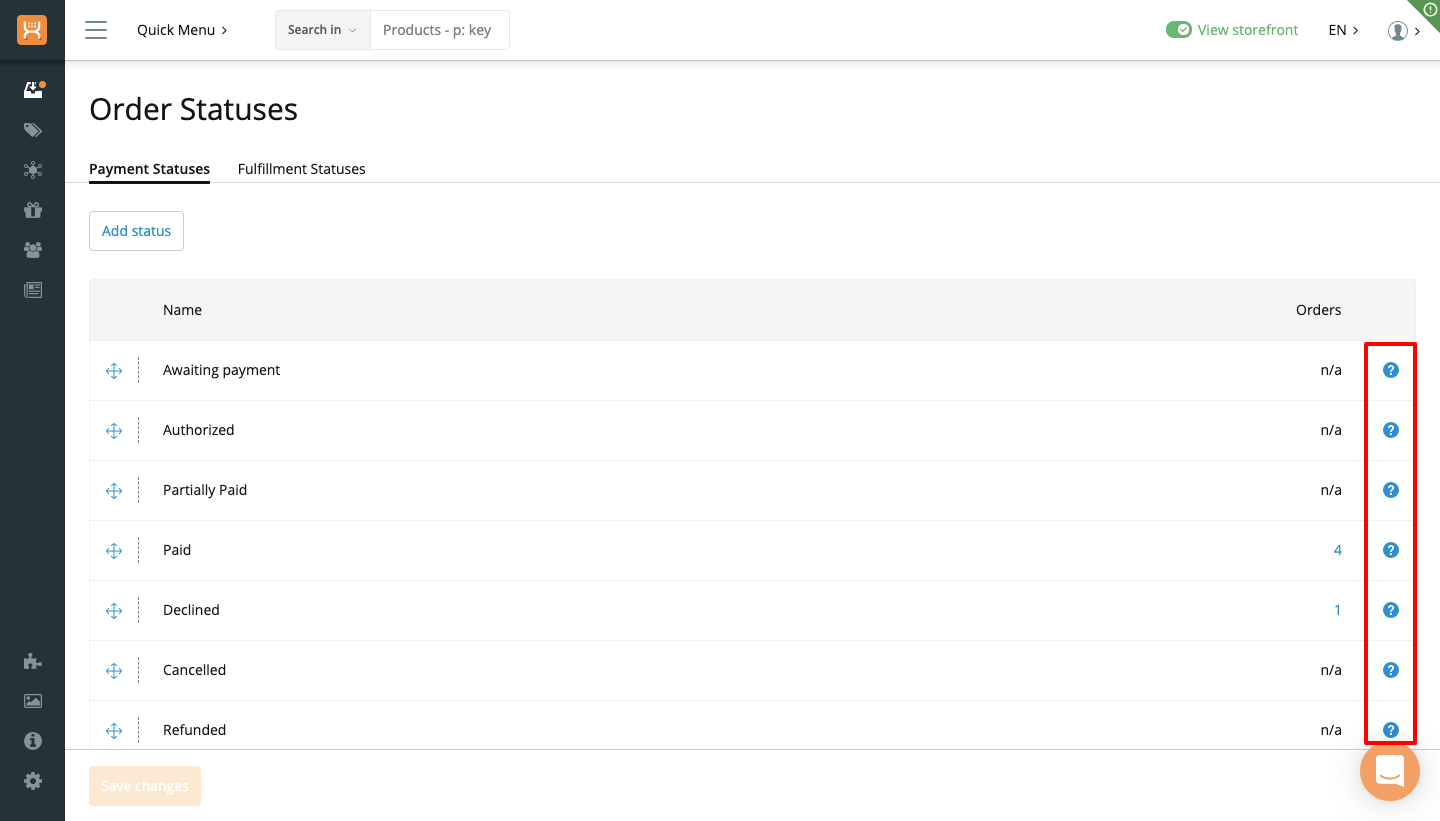 Quick Menu
Search in
Products - p: key
View storefront
EN
Order Statuses
Payment Statuses
Fulfillment Statuses
Add status
Name
Orders
Awaiting payment
n/a
?
Authorized
n/a
?
Partially Paid
n/a
?
Paid
4
?
Declined
1
?
Cancelled
n/a
?
Refunded
n/a
?
Save changes